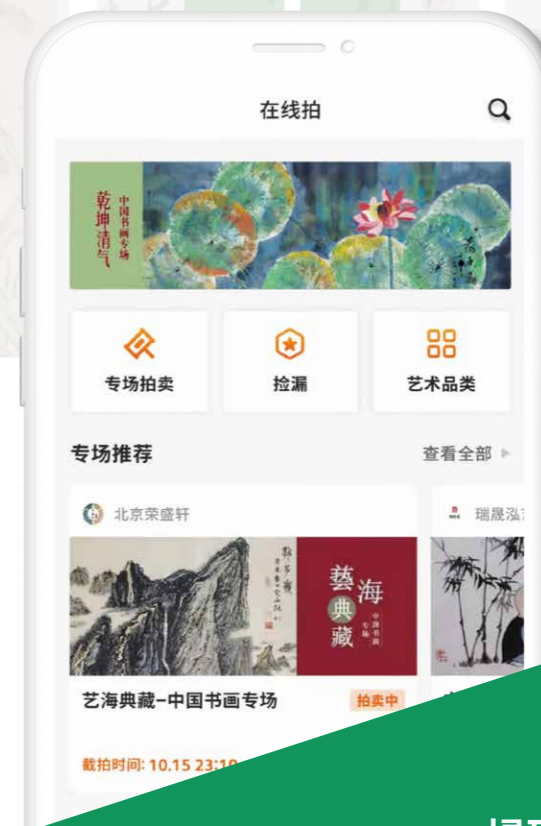 在线拍
乾坤清气
中国书画专场
专场拍卖
捡漏
艺术品类
专场推荐
查看全部
北京荣盛轩
瑞晟泓
藝海典藏
中国书画
专场
艺海典藏-中国书画专场
拍卖中
截拍时间: 10.15 23:10